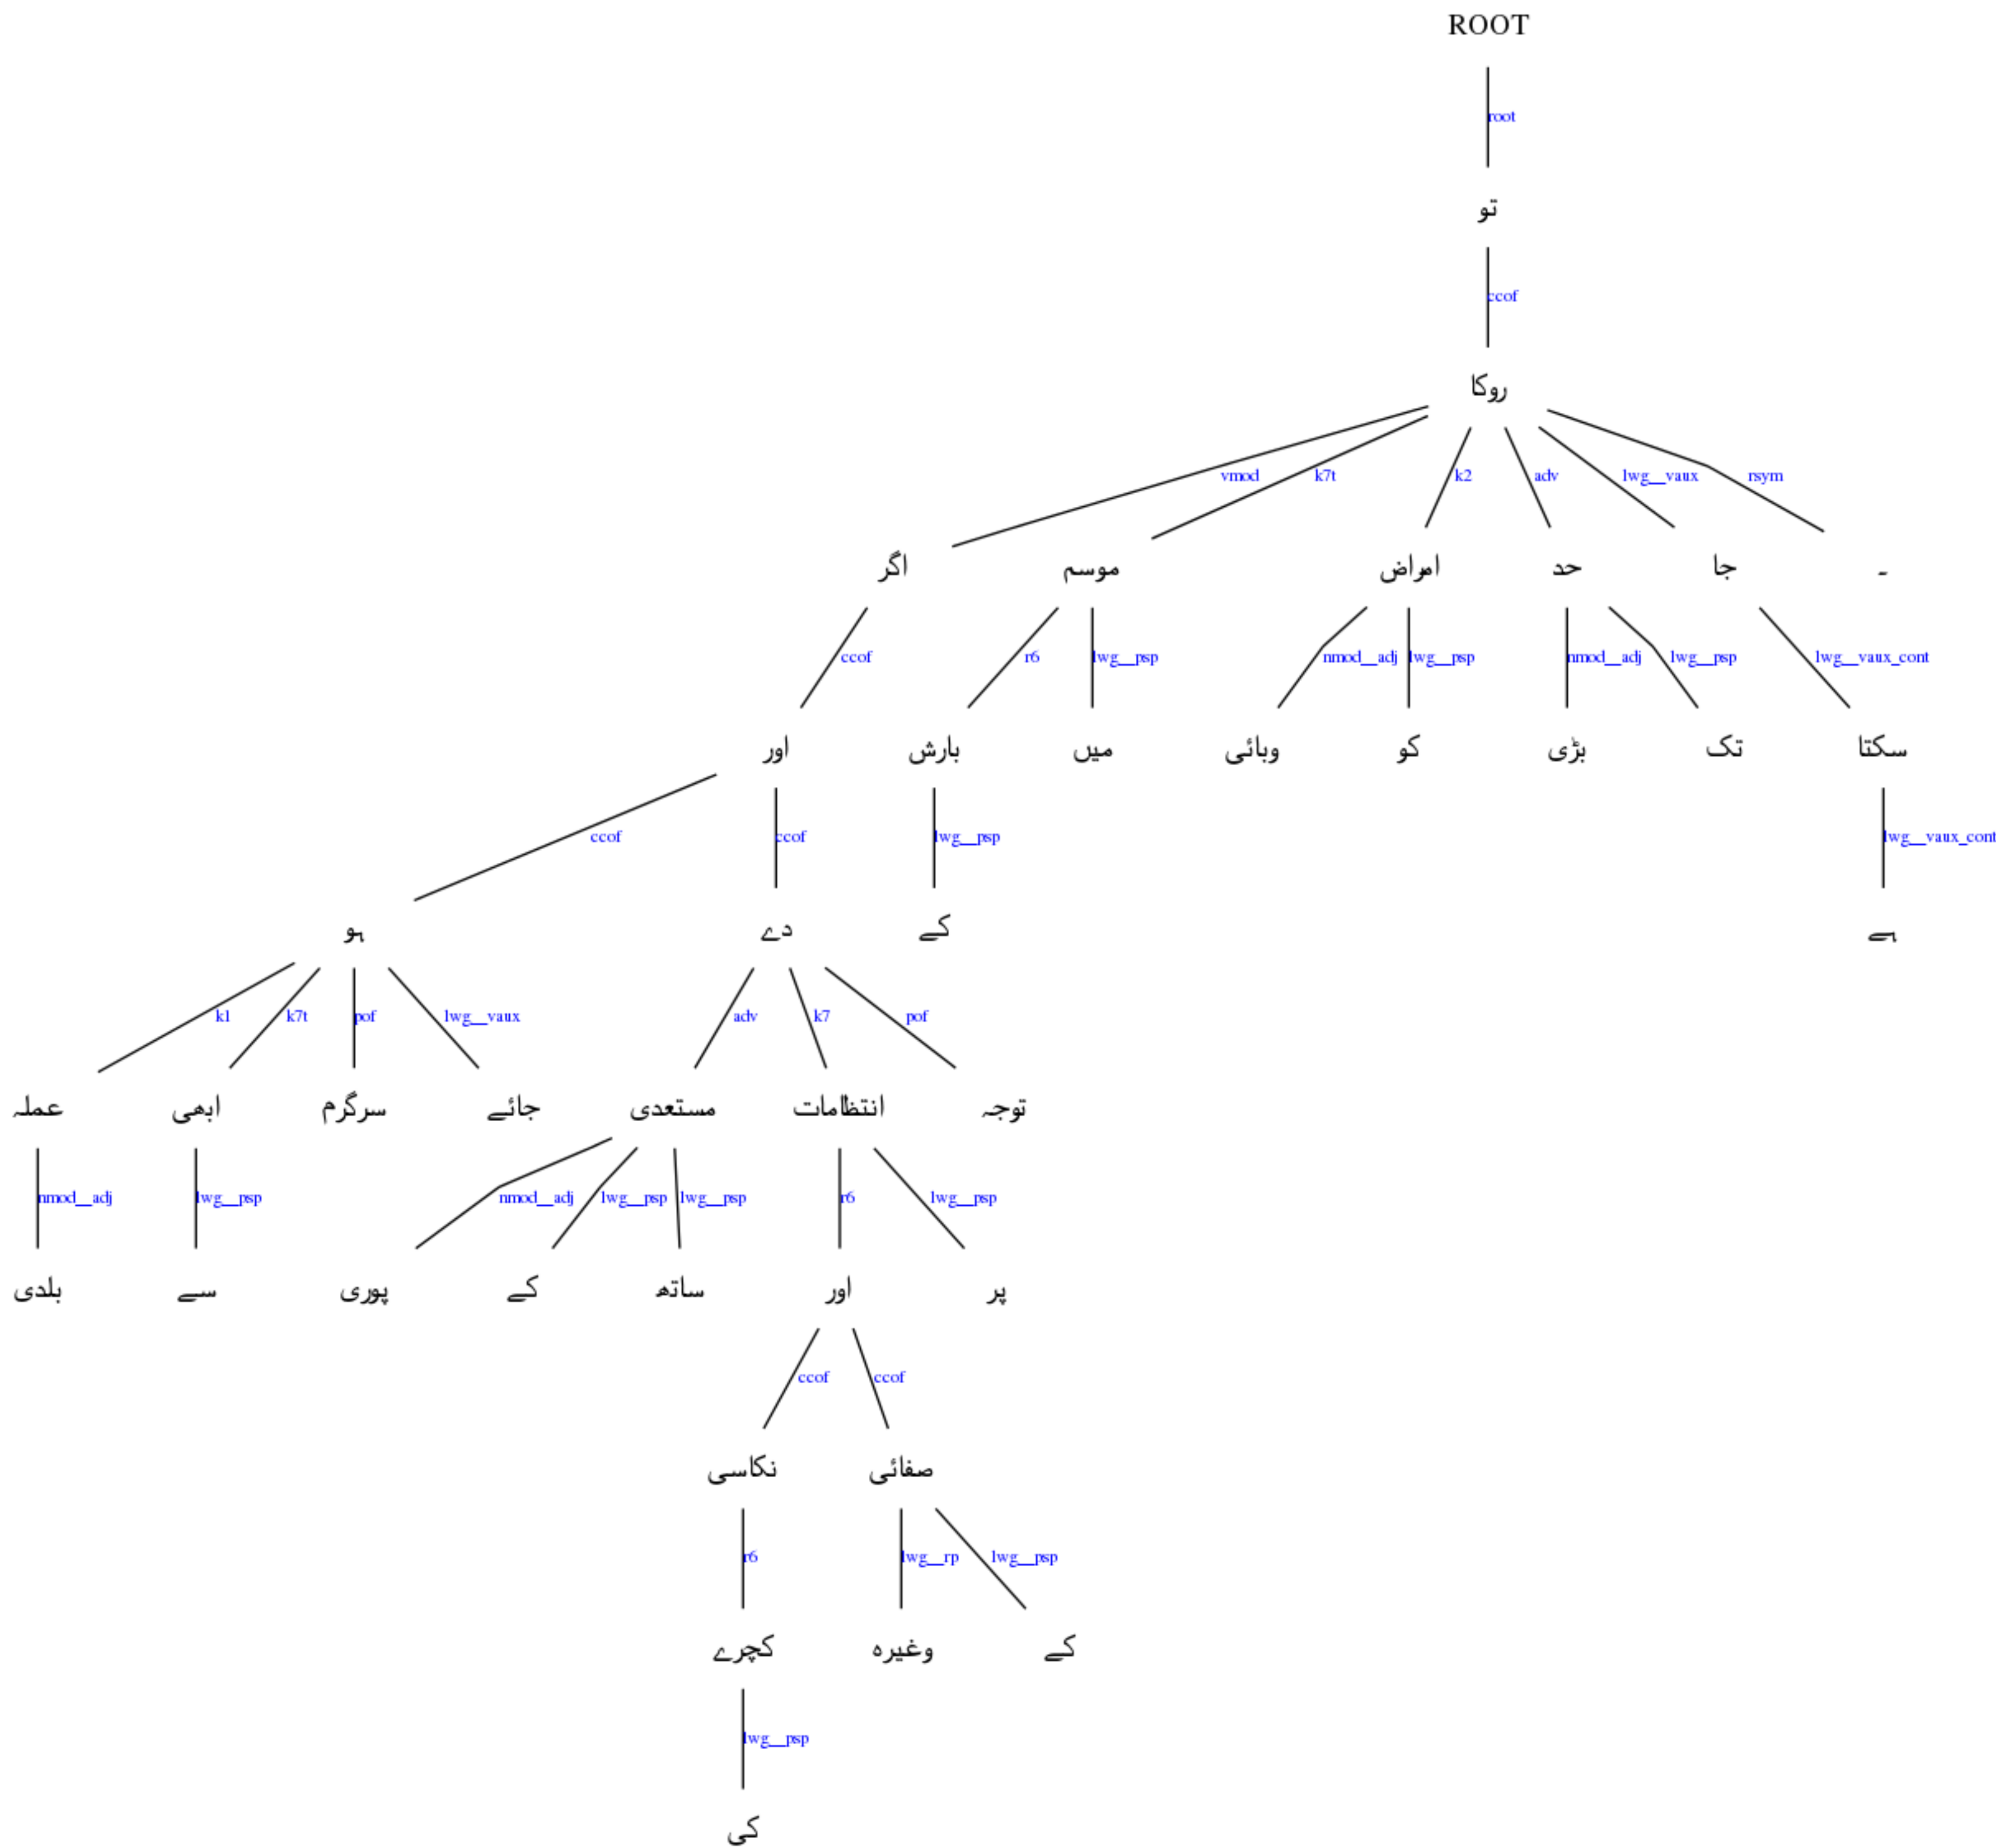 ROOT
root
تو
ccof
روکا
vmod k7t k2 adv lwg__vaux rsym
اگر موسم امراض حد جا ۔
ccof r6 lwg__psp nmod__adj lwg__psp nmod__adj lwg__psp lwg__vaux_cont
اور بارش میں وبائی کو بڑی تک سکتا
ccof ccof lwg__psp lwg__vaux_cont
ہو دے کے ہے
k1 k7t pof lwg__vaux adv k7 pof
عملہ ابھی سرگرم جائے مستعدی انتظامات توجہ
nmod__adj lwg__psp nmod__adj lwg__psp lwg__psp r6 lwg__psp
بلدی سے پوری کے ساتھ اور پر
ccof ccof
نکاسی صفائی
r6 lwg__rp lwg__psp
کچرے وغیرہ کے
lwg__psp
کی